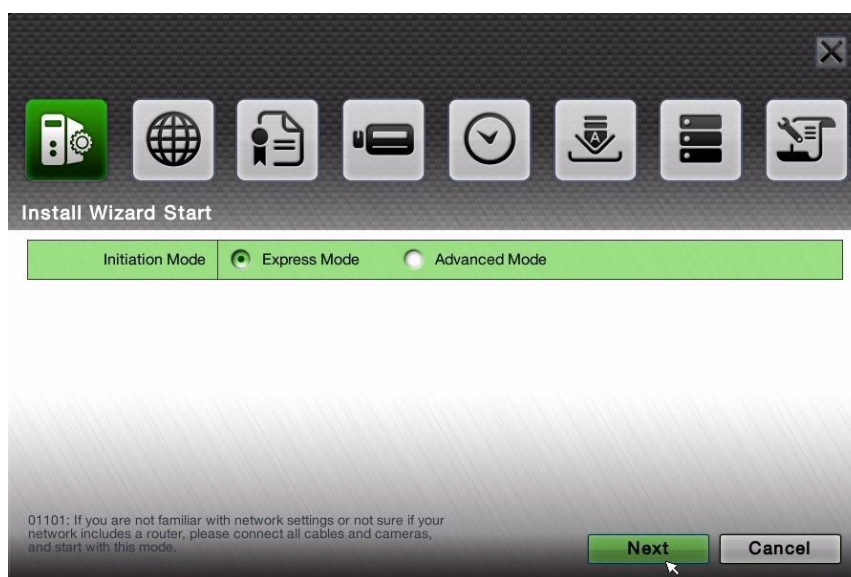 A
Install Wizard Start
Initiation Mode Express Mode Advanced Mode
01101: If you are not familiar with network settings or not sure if your
network includes a router, please connect all cables and cameras,
and start with this mode.
Next Cancel